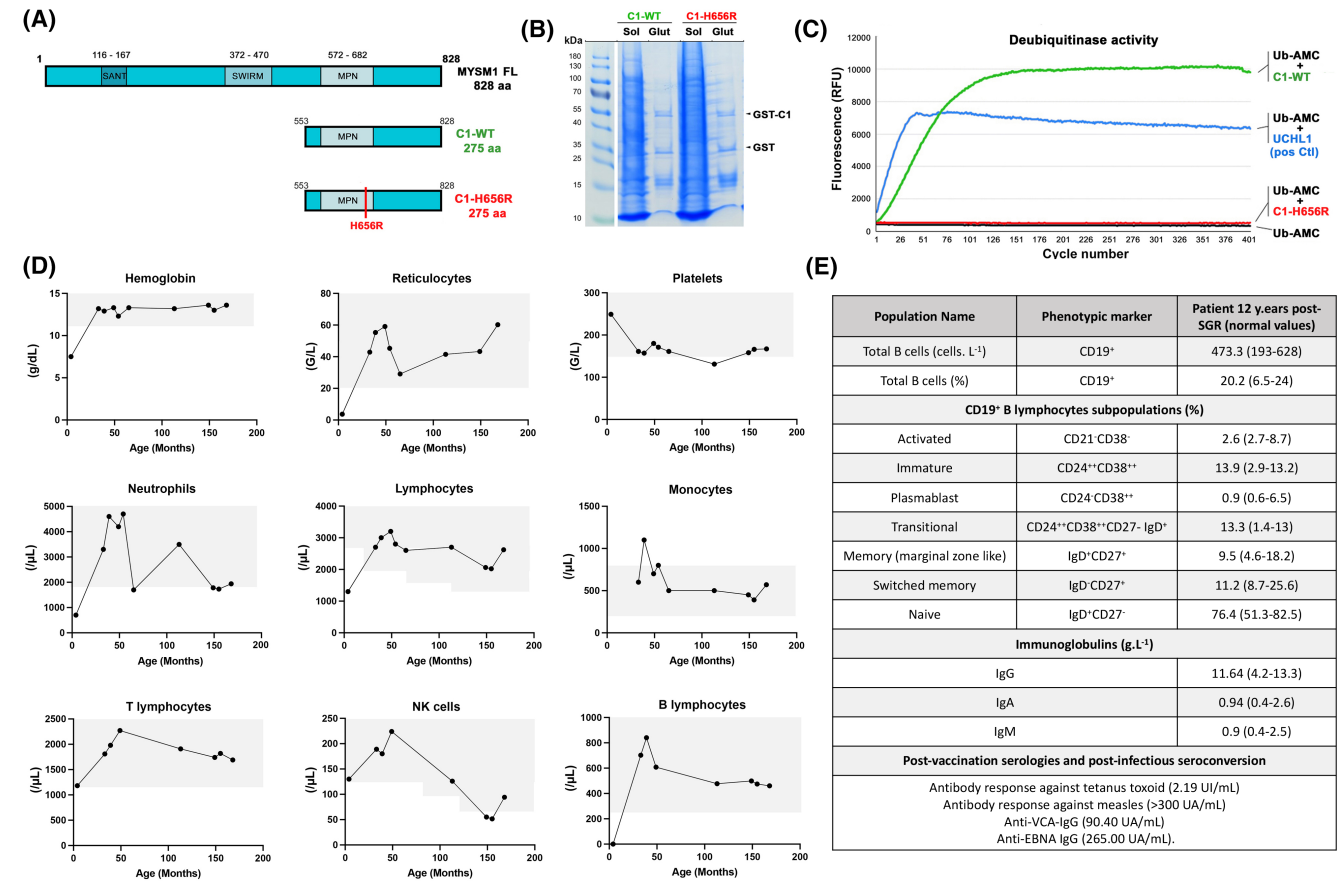 (A)
1
116 - 167
372 - 470
572 - 682
828
SANT
SWIRM
MPN
MYSM1 FL
828 aa
553
828
MPN
C1-WT
275 aa
553
828
MPN
C1-H656R
275 aa
H656R
(B)
C1-WT
C1-H656R
kDa
Sol
Glut
Sol
Glut
180
130
100
70
55
40
35
25
15
10
GST-C1
GST
(C)
Deubiquitinase activity
Fluorescence (RFU)
12000
10000
8000
6000
4000
2000
0
1 26 51 76 101 126 151 176 201 226 251 276 301 326 351 376 401
Cycle number
Ub-AMC
+
C1-WT
Ub-AMC
+
UCHL1
(pos Ctl)
Ub-AMC
+
C1-H656R
Ub-AMC
(D)
Hemoglobin
(g/dL)
15
10
5
0
0 50 100 150 200
Age (Months)
Reticulocytes
(G/L)
80
60
40
20
0
0 50 100 150 200
Age (Months)
Platelets
(G/L)
300
200
100
0
0 50 100 150 200
Age (Months)
Neutrophils
(/µL)
5000
4000
3000
2000
1000
0
0 50 100 150 200
Age (Months)
Lymphocytes
(/µL)
4000
3000
2000
1000
0
0 50 100 150 200
Age (Months)
Monocytes
(/µL)
1500
1000
500
0
0 50 100 150 200
Age (Months)
T lymphocytes
(/µL)
2500
2000
1500
1000
500
0
0 50 100 150 200
Age (Months)
NK cells
(/µL)
250
200
150
100
50
0
0 50 100 150 200
Age (Months)
B lymphocytes
(/µL)
1000
800
600
400
200
0
0 50 100 150 200
Age (Months)
(E)
Population Name
Phenotypic marker
Patient 12 y.ears post-
SGR (normal values)
Total B cells (cells. L⁻¹) CD19⁺ 473.3 (193-628)
Total B cells (%) CD19⁺ 20.2 (6.5-24)
CD19⁺ B lymphocytes subpopulations (%)
Activated CD21⁻CD38⁻ 2.6 (2.7-8.7)
Immature CD24⁺⁺CD38⁺⁺ 13.9 (2.9-13.2)
Plasmablast CD24⁻CD38⁺⁺ 0.9 (0.6-6.5)
Transitional CD24⁺⁺CD38⁺⁺CD27- IgD⁺ 13.3 (1.4-13)
Memory (marginal zone like) IgD⁺CD27⁺ 9.5 (4.6-18.2)
Switched memory IgD⁻CD27⁺ 11.2 (8.7-25.6)
Naive IgD⁺CD27⁻ 76.4 (51.3-82.5)
Immunoglobulins (g.L⁻¹)
IgG 11.64 (4.2-13.3)
IgA 0.94 (0.4-2.6)
IgM 0.9 (0.4-2.5)
Post-vaccination serologies and post-infectious seroconversion
Antibody response against tetanus toxoid (2.19 UI/mL)
Antibody response against measles (>300 UA/mL)
Anti-VCA-IgG (90.40 UA/mL)
Anti-EBNA IgG (265.00 UA/mL).